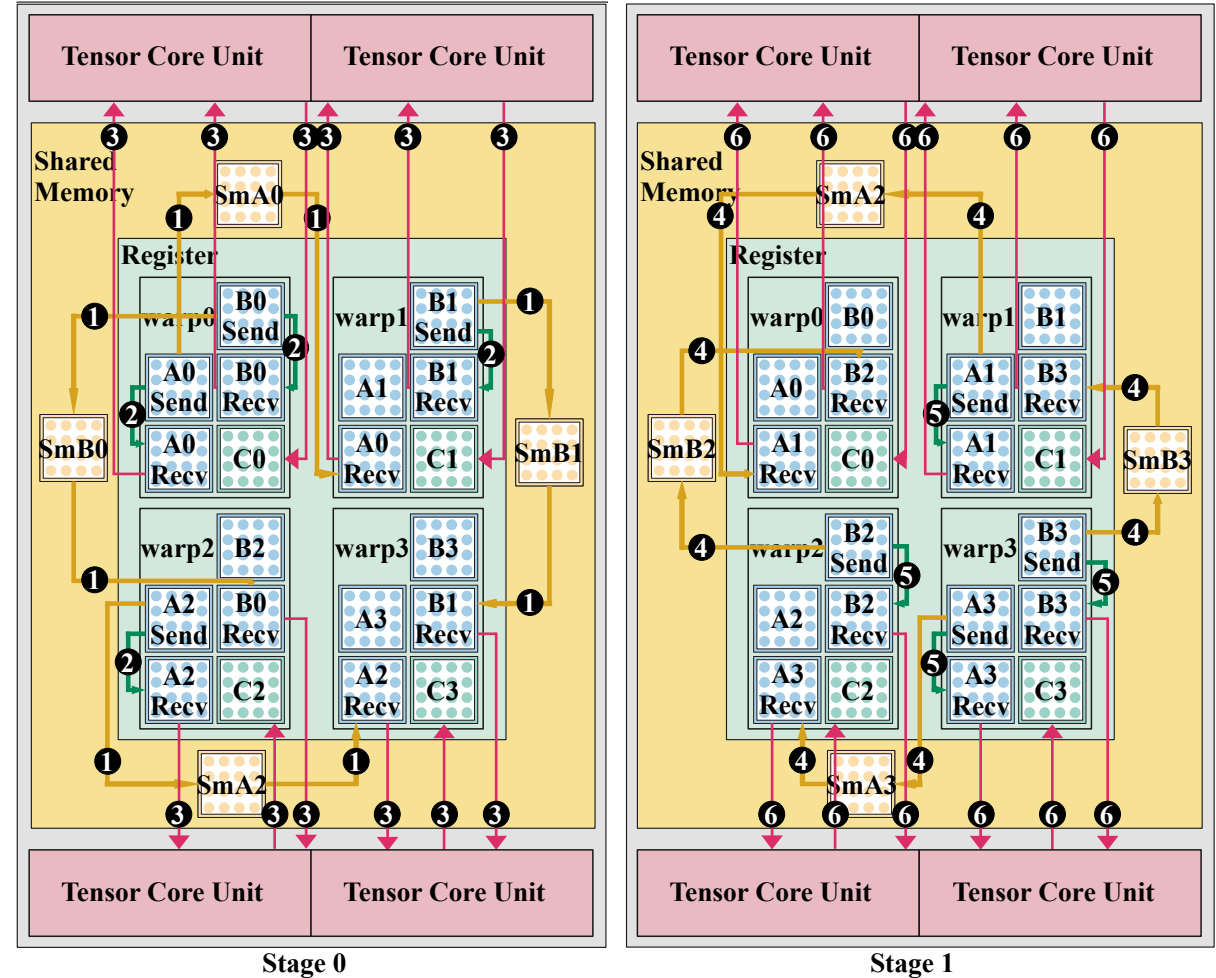 Tensor Core Unit
Tensor Core Unit
3
3
3
3
3
3
Shared
Memory
SmA0
1
1
Register
warp0
B0
Send
1
2
A0
Send
B0
Recv
2
A0
Recv
C0
warp1
B1
Send
1
2
A1
B1
Recv
A0
Recv
C1
SmB0
SmB1
warp2
B2
1
A2
Send
B0
Recv
2
A2
Recv
C2
warp3
B3
A3
B1
Recv
1
A2
Recv
C3
1
SmA2
1
3
3
3
3
3
3
Tensor Core Unit
Tensor Core Unit
Stage 0
Tensor Core Unit
Tensor Core Unit
6
6
6
6
6
6
Shared
Memory
SmA2
4
4
Register
warp0
B0
4
A0
B2
Recv
A1
Recv
C0
warp1
B1
A1
Send
B3
Recv
4
5
A1
Recv
C1
SmB2
SmB3
warp2
B2
Send
4
5
A2
B2
Recv
A3
Recv
C2
warp3
B3
Send
4
5
A3
Send
B3
Recv
5
A3
Recv
C3
4
SmA3
4
6
6
6
6
6
6
Tensor Core Unit
Tensor Core Unit
Stage 1